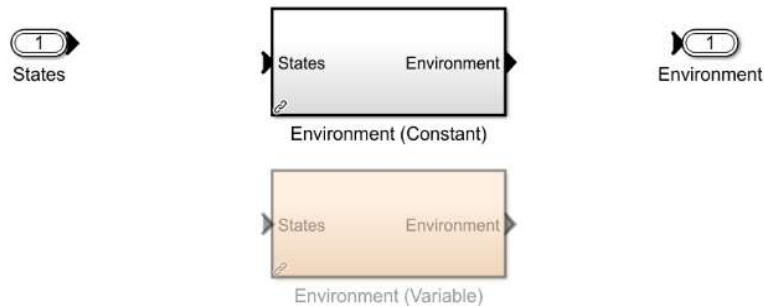 1
States
States Environment
Environment (Constant)
1
Environment
States Environment
Environment (Variable)